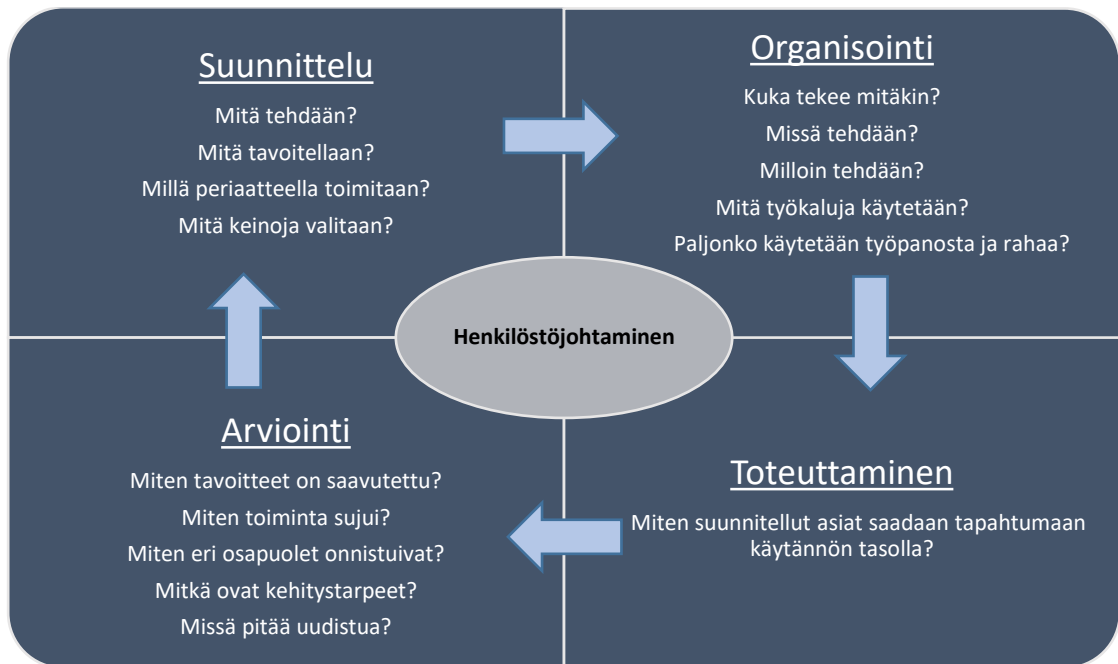 Suunnittelu
Mitä tehdään?
Mitä tavoitellaan?
Millä periaatteella toimitaan?
Mitä keinoja valitaan?
Organisointi
Kuka tekee mitäkin?
Missä tehdään?
Milloin tehdään?
Mitä työkaluja käytetään?
Paljonko käytetään työpanosta ja rahaa?
Henkilöstöjohtaminen
Arviointi
Miten tavoitteet on saavutettu?
Miten toiminta sujui?
Miten eri osapuolet onnistuivat?
Mitkä ovat kehitystarpeet?
Missä pitää uudistua?
Toteuttaminen
Miten suunnitellut asiat saadaan tapahtumaan
käytännön tasolla?